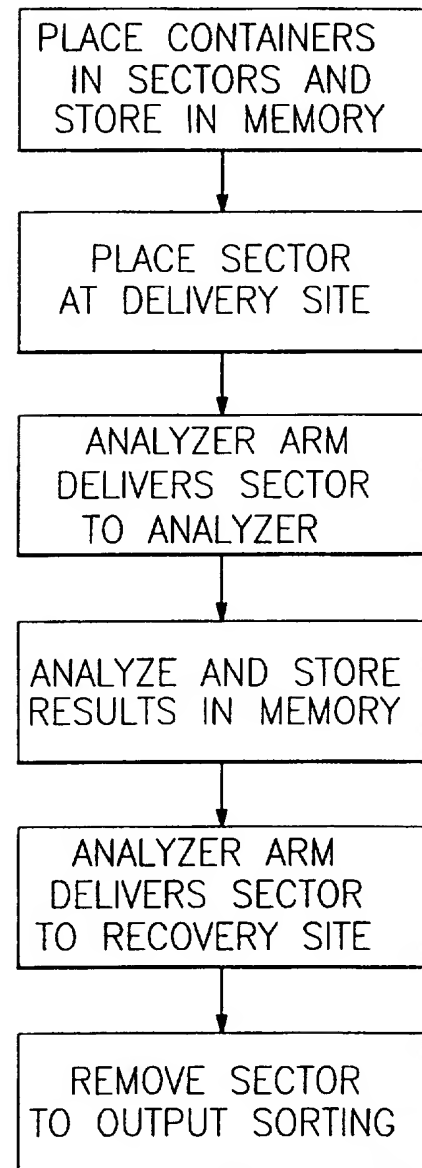 PLACE CONTAINERS
IN SECTORS AND
STORE IN MEMORY
PLACE SECTOR
AT DELIVERY SITE
ANALYZER ARM
DELIVERS SECTOR
TO ANALYZER
ANALYZE AND STORE
RESULTS IN MEMORY
ANALYZER ARM
DELIVERS SECTOR
TO RECOVERY SITE
REMOVE SECTOR
TO OUTPUT SORTING